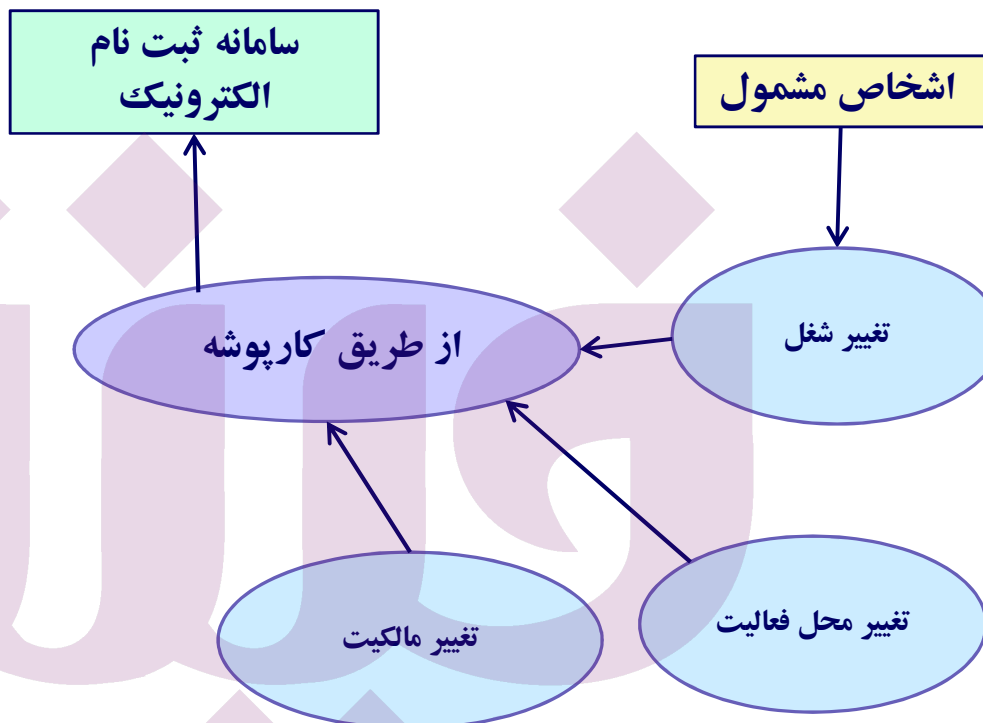 سامانه ثبت نام
الکترونیک
اشخاص مشمول
تغییر شغل
از طریق کارپوشه
تغییر محل فعالیت
تغییر مالکیت